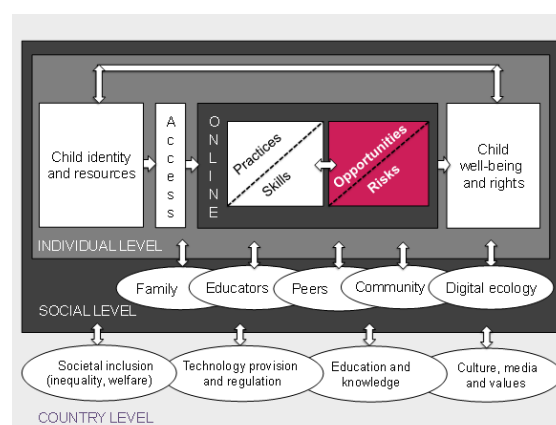 Child identity
and resources
Access
ONLINE
Practices
Skills
Opportunities
Risks
Child
well-being
and rights
INDIVIDUAL LEVEL
Family
Educators
Peers
Community
Digital ecology
SOCIAL LEVEL
Societal inclusion
(inequality, welfare)
Technology provision
and regulation
Education and
knowledge
Culture, media
and values
COUNTRY LEVEL